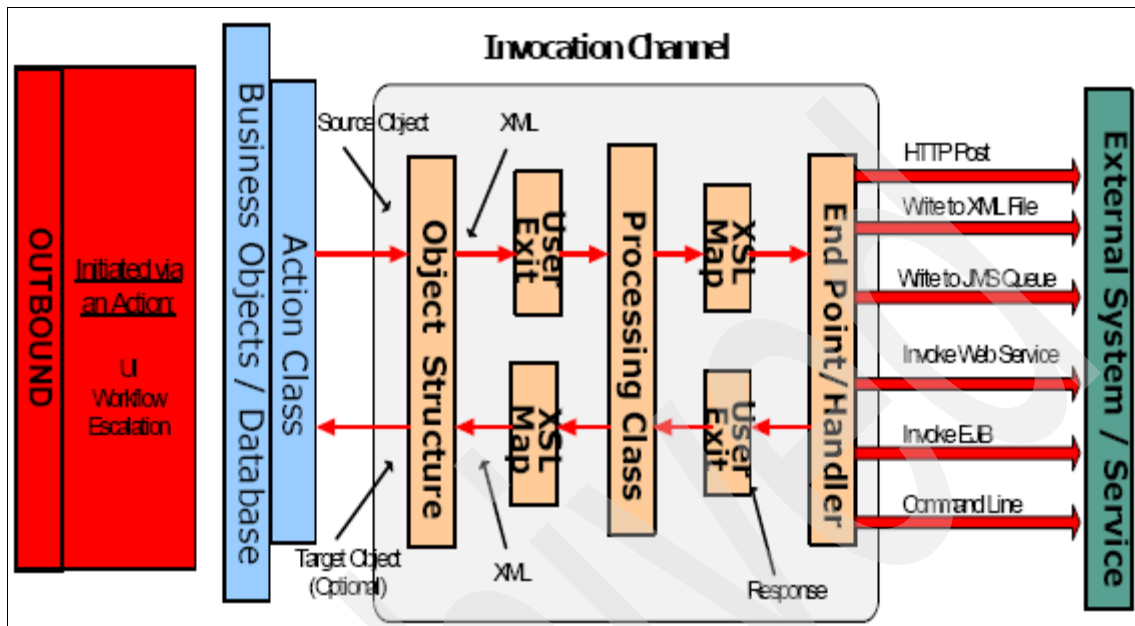 Invocation Channel
OUTBOUND
Initiated via
an Action:
UI
Workflow
Escalation
Business Objects / Database
Action Class
Source Object
XML
Object Structure
User
Exit
Processing Class
XSL
Map
End Point/Handler
HTTP Post
Write to XML File
Write to JMS Queue
Invoke Web Service
Invoke EJB
Command Line
External System / Service
XSL
Map
User
Exit
Target Object
(Optional)
XML
Response